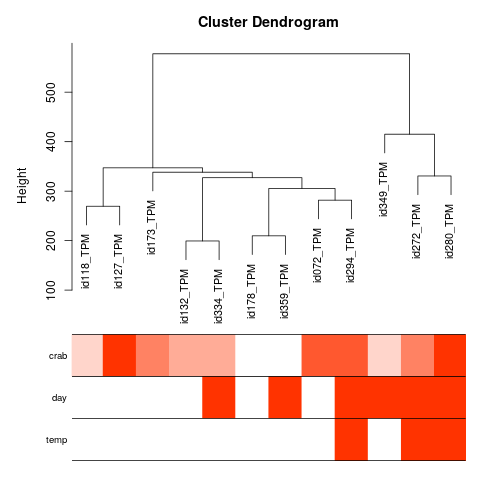 Cluster Dendrogram
Height
500
400
300
200
100
id118_TPM
id127_TPM
id173_TPM
id132_TPM
id334_TPM
id178_TPM
id359_TPM
id072_TPM
id294_TPM
id349_TPM
id272_TPM
id280_TPM
crab
day
temp